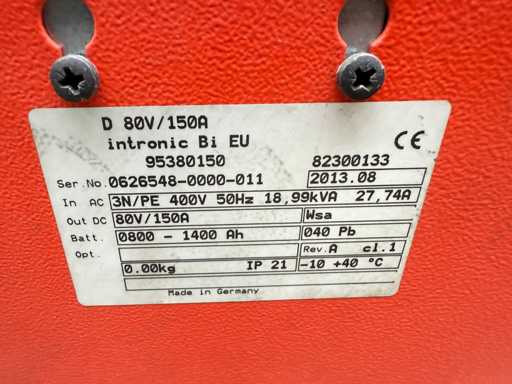 D 80V/150A
intronic Bi EU CE
95380150 82300133
Ser.No. 0626548-0000-011 2013.08
In AC 3N/PE 400V 50Hz 18,99kVA 27,74A
Out DC 80V/150A Wsa
Batt. 0800 - 1400 Ah 040 Pb
Opt. Rev.A cl.1
0.00kg IP 21 -10 +40 °C
Made in Germany